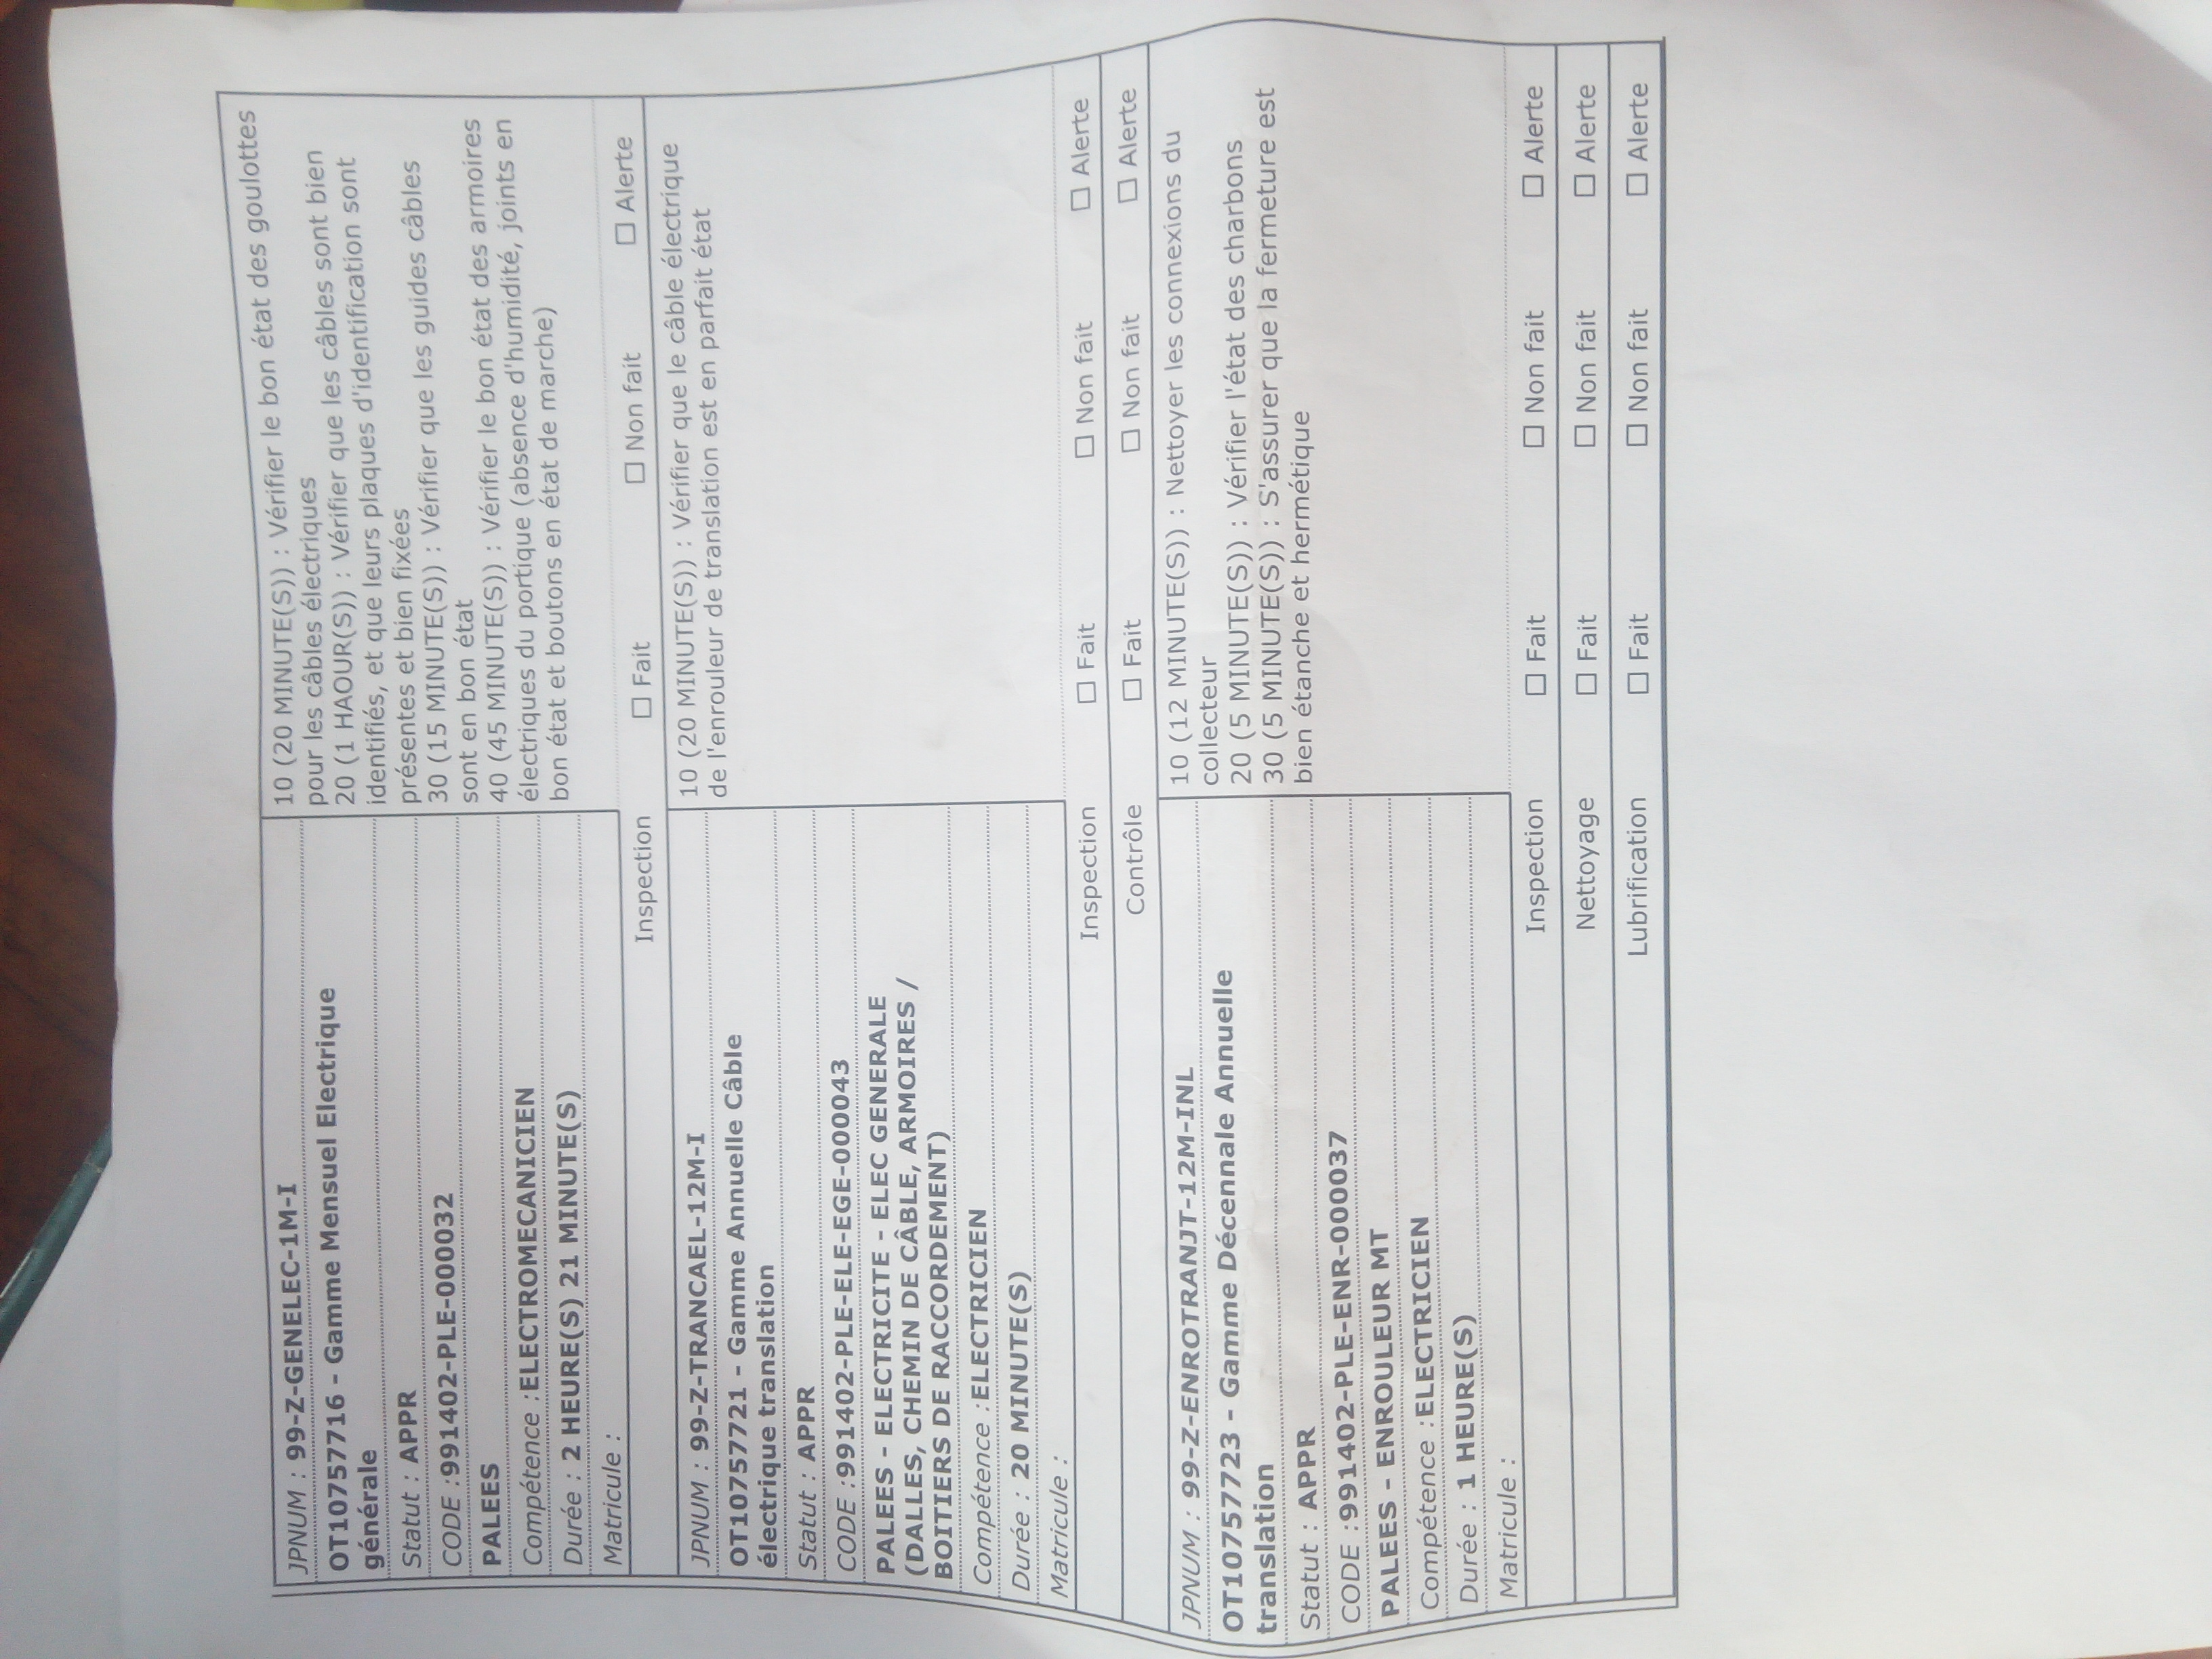 JPNUM : 99-Z-GENELEC-1M-I
OT10757716 - Gamme Mensuel Electrique
générale
Statut : APPR
CODE :991402-PLE-000032
PALEES
Compétence :ELECTROMECANICIEN
Durée : 2 HEURE(S) 21 MINUTE(S)
Matricule :
10 (20 MINUTE(S)) : Vérifier le bon état des goulottes
pour les câbles électriques
20 (1 HAOUR(S)) : Vérifier que les câbles sont bien
identifiés, et que leurs plaques d'identification sont
présentes et bien fixées
30 (15 MINUTE(S)) : Vérifier que les guides câbles
sont en bon état
40 (45 MINUTE(S)) : Vérifier le bon état des armoires
électriques du portique (absence d'humidité, joints en
bon état et boutons en état de marche)
Inspection ☐ Fait ☐ Non fait ☐ Alerte
JPNUM : 99-Z-TRANCAEL-12M-I
OT10757721 - Gamme Annuelle Câble
électrique translation
Statut : APPR
CODE :991402-PLE-ELE-EGE-000043
PALEES - ELECTRICITE - ELEC GENERALE
(DALLES, CHEMIN DE CÂBLE, ARMOIRES /
BOITIERS DE RACCORDEMENT)
Compétence :ELECTRICIEN
Durée : 20 MINUTE(S)
Matricule :
10 (20 MINUTE(S)) : Vérifier que le câble électrique
de l'enrouleur de translation est en parfait état
Inspection ☐ Fait ☐ Non fait ☐ Alerte
Contrôle ☐ Fait ☐ Non fait ☐ Alerte
JPNUM : 99-Z-ENROTRANJT-12M-INL
OT10757723 - Gamme Décennale Annuelle
translation
Statut : APPR
CODE :991402-PLE-ENR-000037
PALEES - ENROULEUR MT
Compétence :ELECTRICIEN
Durée : 1 HEURE(S)
Matricule :
10 (12 MINUTE(S)) : Nettoyer les connexions du
collecteur
20 (5 MINUTE(S)) : Vérifier l'état des charbons
30 (5 MINUTE(S)) : S'assurer que la fermeture est
bien étanche et hermétique
Inspection ☐ Fait ☐ Non fait ☐ Alerte
Nettoyage ☐ Fait ☐ Non fait ☐ Alerte
Lubrification ☐ Fait ☐ Non fait ☐ Alerte